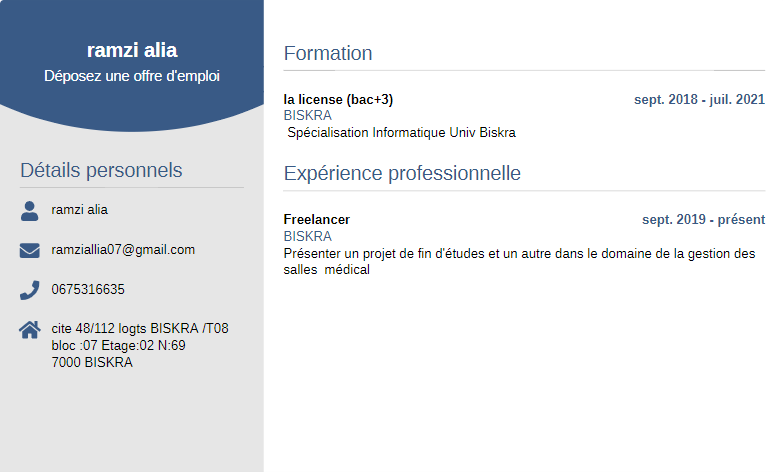 ramzi alia
Déposez une offre d'emploi
Détails personnels
ramzi alia
ramziallia07@gmail.com
0675316635
cite 48/112 logts BISKRA /T08
bloc :07 Etage:02 N:69
7000 BISKRA
Formation
la license (bac+3) sept. 2018 - juil. 2021
BISKRA
Spécialisation Informatique Univ Biskra
Expérience professionnelle
Freelancer sept. 2019 - présent
BISKRA
Présenter un projet de fin d'études et un autre dans le domaine de la gestion des
salles  médical